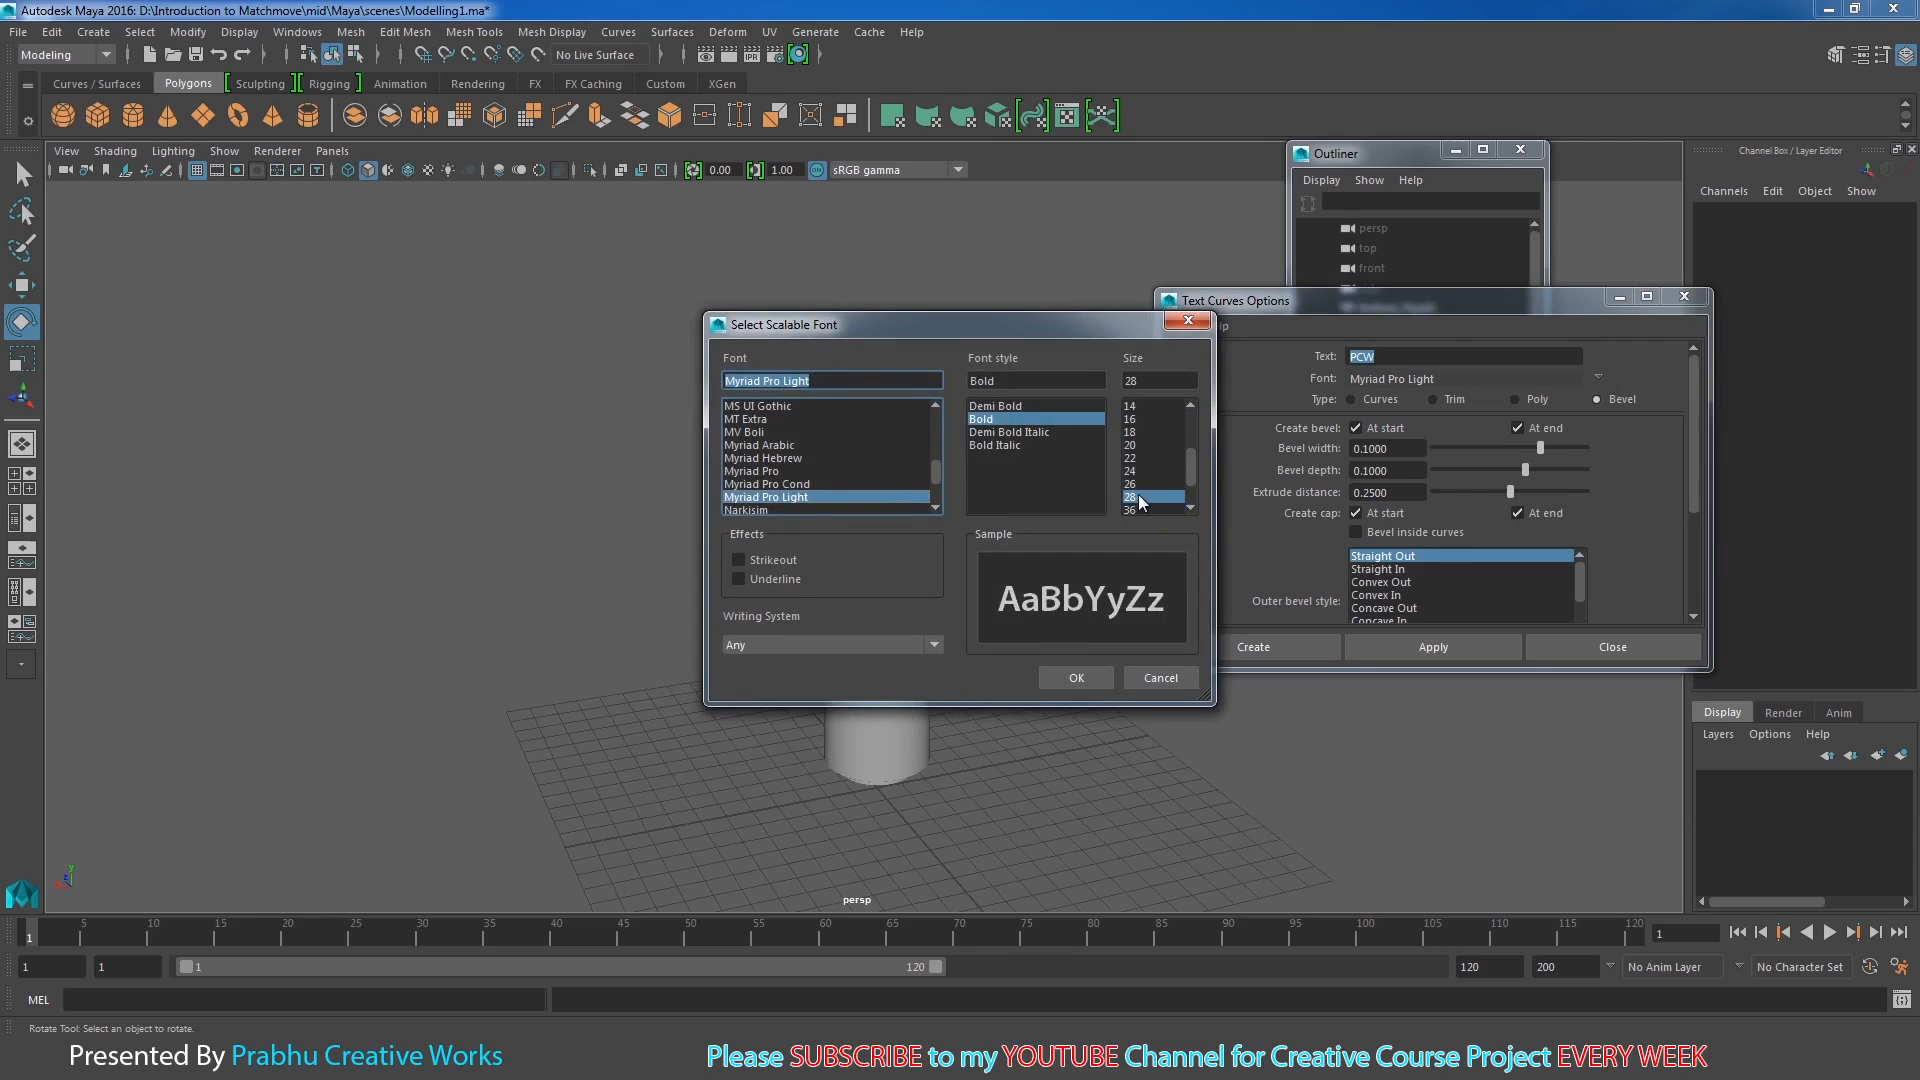 Autodesk Maya 2016: D:\Introduction to Matchmove\mid\Maya\scenes\Modelling1.ma*
File Edit Create Select Modify Display Windows Mesh Edit Mesh Mesh Tools Mesh Display Curves Surfaces Deform UV Generate Cache Help
Modeling
No Live Surface
Curves / Surfaces Polygons Sculpting Rigging Animation Rendering FX FX Caching Custom XGen
View Shading Lighting Show Renderer Panels
0.00 1.00 sRGB gamma
Outliner
Display Show Help
persp
top
front
Channel Box / Layer Editor
Channels Edit Object Show
Text Curves Options
Text: PCW
Font: Myriad Pro Light
Type: Curves Trim Poly Bevel
Create bevel: At start At end
Bevel width: 0.1000
Bevel depth: 0.1000
Extrude distance: 0.2500
Create cap: At start At end
Bevel inside curves
Outer bevel style:
Straight Out
Straight In
Convex Out
Convex In
Concave Out
Concave In
Create Apply Close
Select Scalable Font
Font Font style Size
Myriad Pro Light Bold 28
MS UI Gothic
MT Extra
MV Boli
Myriad Arabic
Myriad Hebrew
Myriad Pro
Myriad Pro Cond
Myriad Pro Light
Narkisim
Demi Bold
Bold
Demi Bold Italic
Bold Italic
14
16
18
20
22
24
26
28
36
Effects
Strikeout
Underline
Writing System
Any
Sample
AaBbYyZz
OK Cancel
persp
Display Render Anim
Layers Options Help
5 10 15 20 25 30 35 40 45 50 55 60 65 70 75 80 85 90 95 100 105 110 115 120
1 1
1 1 1 120 120 200 No Anim Layer No Character Set
MEL
Rotate Tool: Select an object to rotate.
Presented By Prabhu Creative Works
Please SUBSCRIBE to my YOUTUBE Channel for Creative Course Project EVERY WEEK